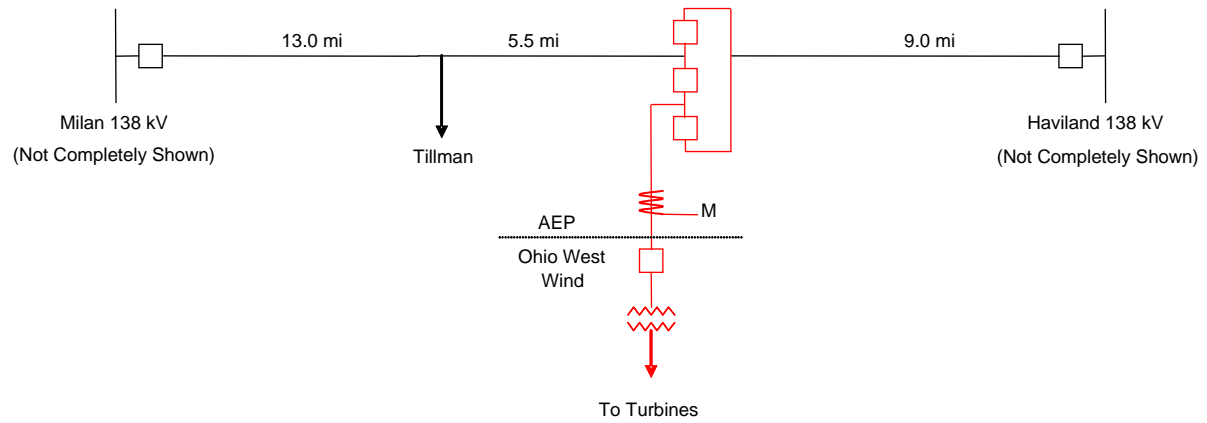 13.0 mi
5.5 mi
9.0 mi
Milan 138 kV
(Not Completely Shown)
Tillman
Haviland 138 kV
(Not Completely Shown)
M
AEP
Ohio West
Wind
To Turbines